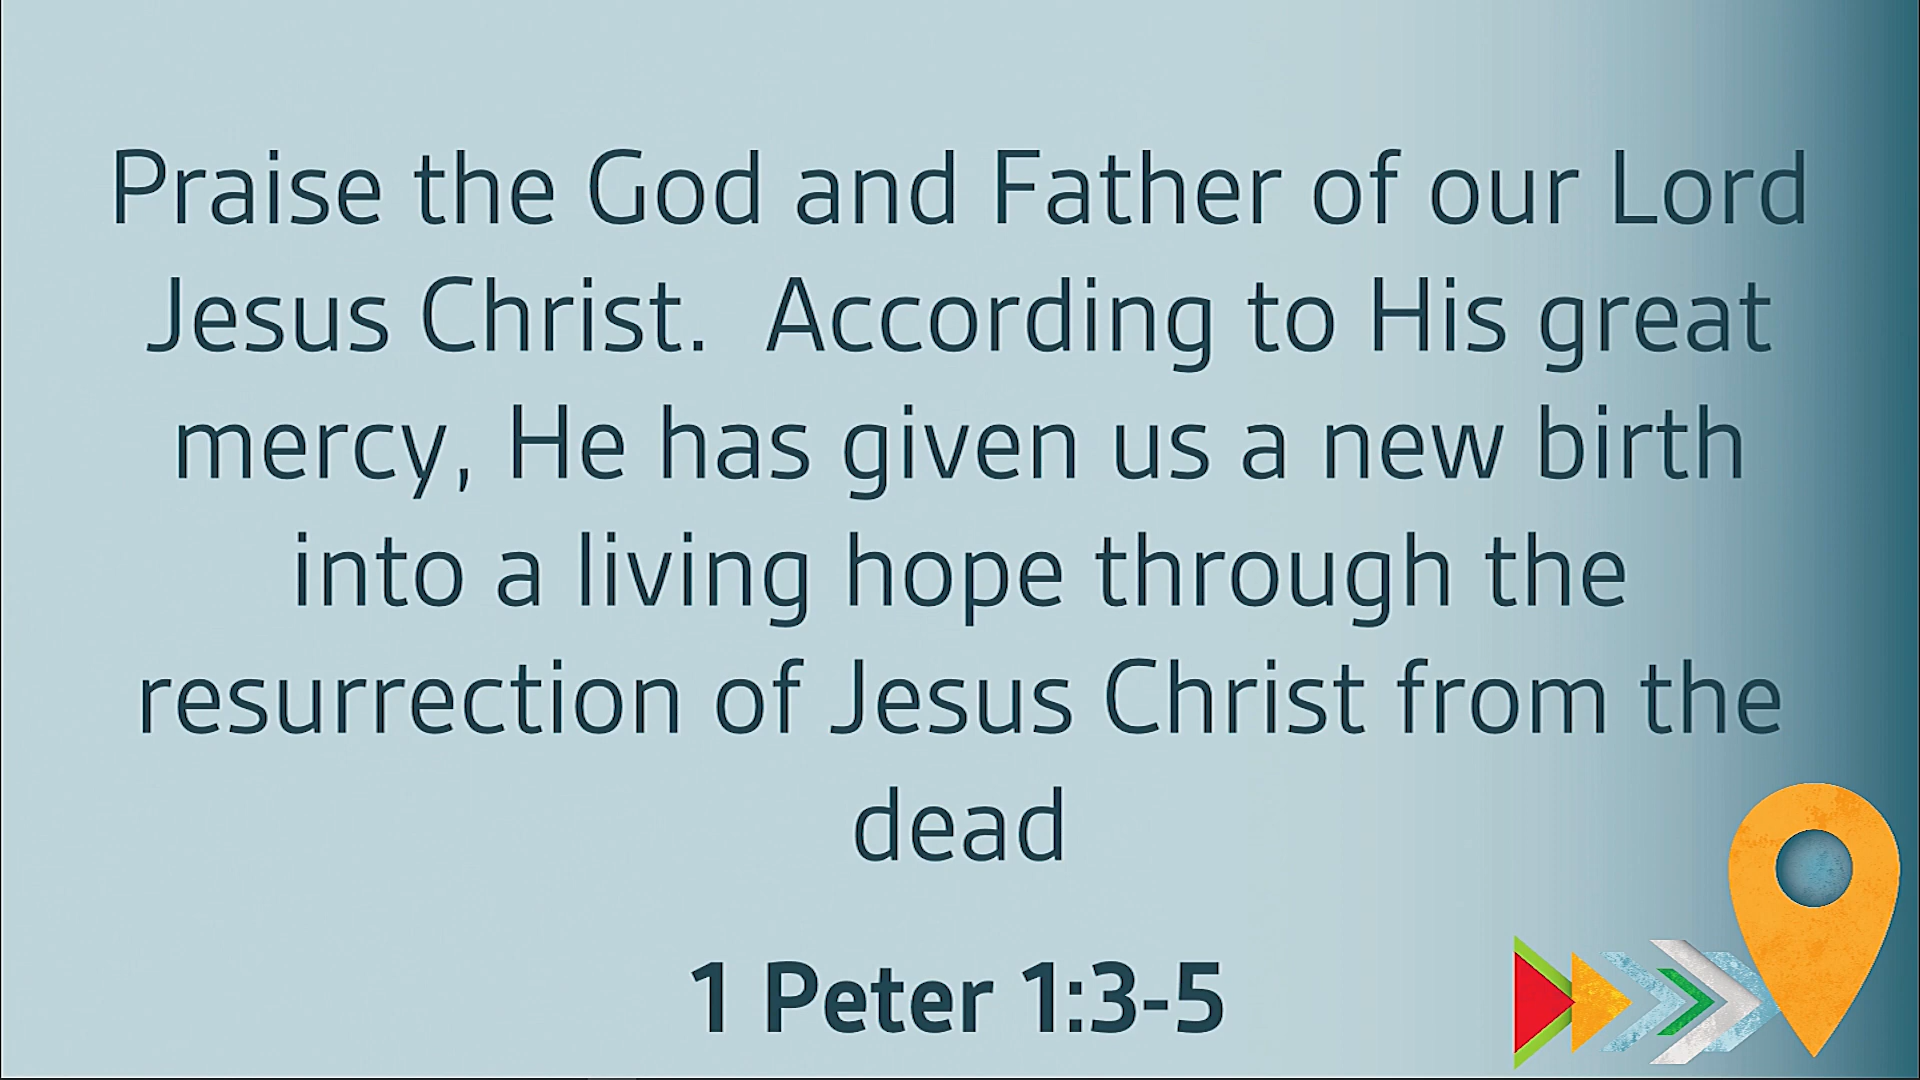 Praise the God and Father of our Lord
Jesus Christ.  According to His great
mercy, He has given us a new birth
into a living hope through the
resurrection of Jesus Christ from the
dead
1 Peter 1:3-5